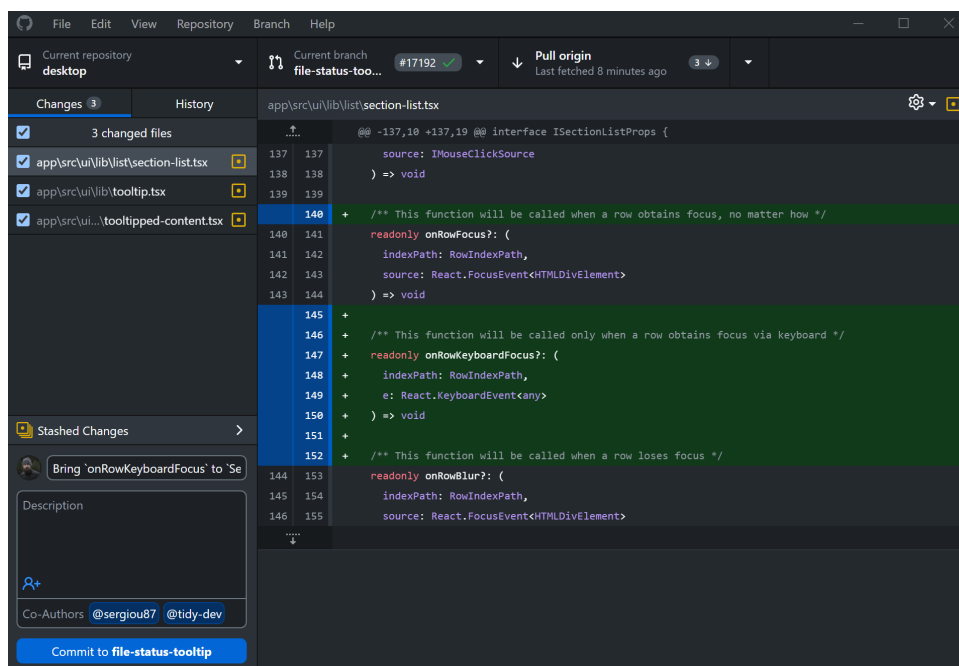 File Edit View Repository Branch Help
Current repository
desktop
Current branch
file-status-too...
#17192
Pull origin
Last fetched 8 minutes ago
3
Changes 3
History
3 changed files
app\src\ui\lib\list\section-list.tsx
app\src\ui\lib\tooltip.tsx
app\src\ui...\tooltipped-content.tsx
Stashed Changes
Bring `onRowKeyboardFocus` to `Se
Description
Co-Authors @sergiou87 @tidy-dev
Commit to file-status-tooltip
app\src\ui\lib\list\section-list.tsx
@@ -137,10 +137,19 @@ interface ISectionListProps {
137 137 source: IMouseClickSource
138 138 ) => void
139 139
140 + /** This function will be called when a row obtains focus, no matter how */
140 141 readonly onRowFocus?: (
141 142 indexPath: RowIndexPath,
142 143 source: React.FocusEvent<HTMLDivElement>
143 144 ) => void
145 +
146 + /** This function will be called only when a row obtains focus via keyboard */
147 + readonly onRowKeyboardFocus?: (
148 + indexPath: RowIndexPath,
149 + e: React.KeyboardEvent<any>
150 + ) => void
151 +
152 + /** This function will be called when a row loses focus */
144 153 readonly onRowBlur?: (
145 154 indexPath: RowIndexPath,
146 155 source: React.FocusEvent<HTMLDivElement>